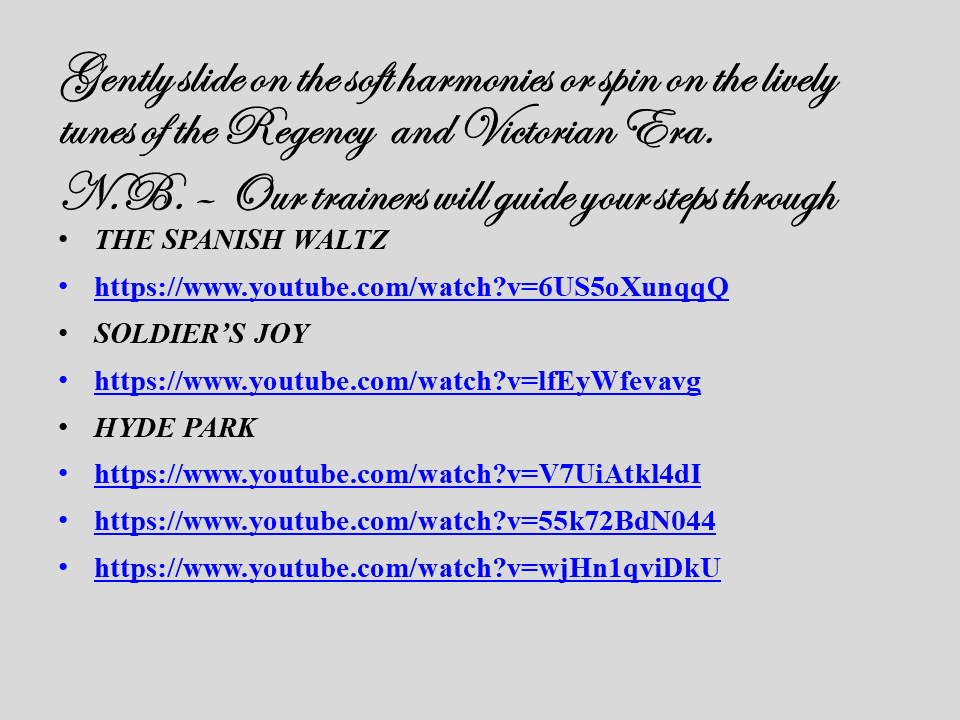 Gently slide on the soft harmonies or spin on the lively
tunes of the Regency and Victorian Era.
N.B. – Our trainers will guide your steps through
• THE SPANISH WALTZ
• https://www.youtube.com/watch?v=6US5oXunqqQ
• SOLDIER’S JOY
• https://www.youtube.com/watch?v=lfEyWfevavg
• HYDE PARK
• https://www.youtube.com/watch?v=V7UiAtkl4dI
• https://www.youtube.com/watch?v=55k72BdN044
• https://www.youtube.com/watch?v=wjHn1qviDkU